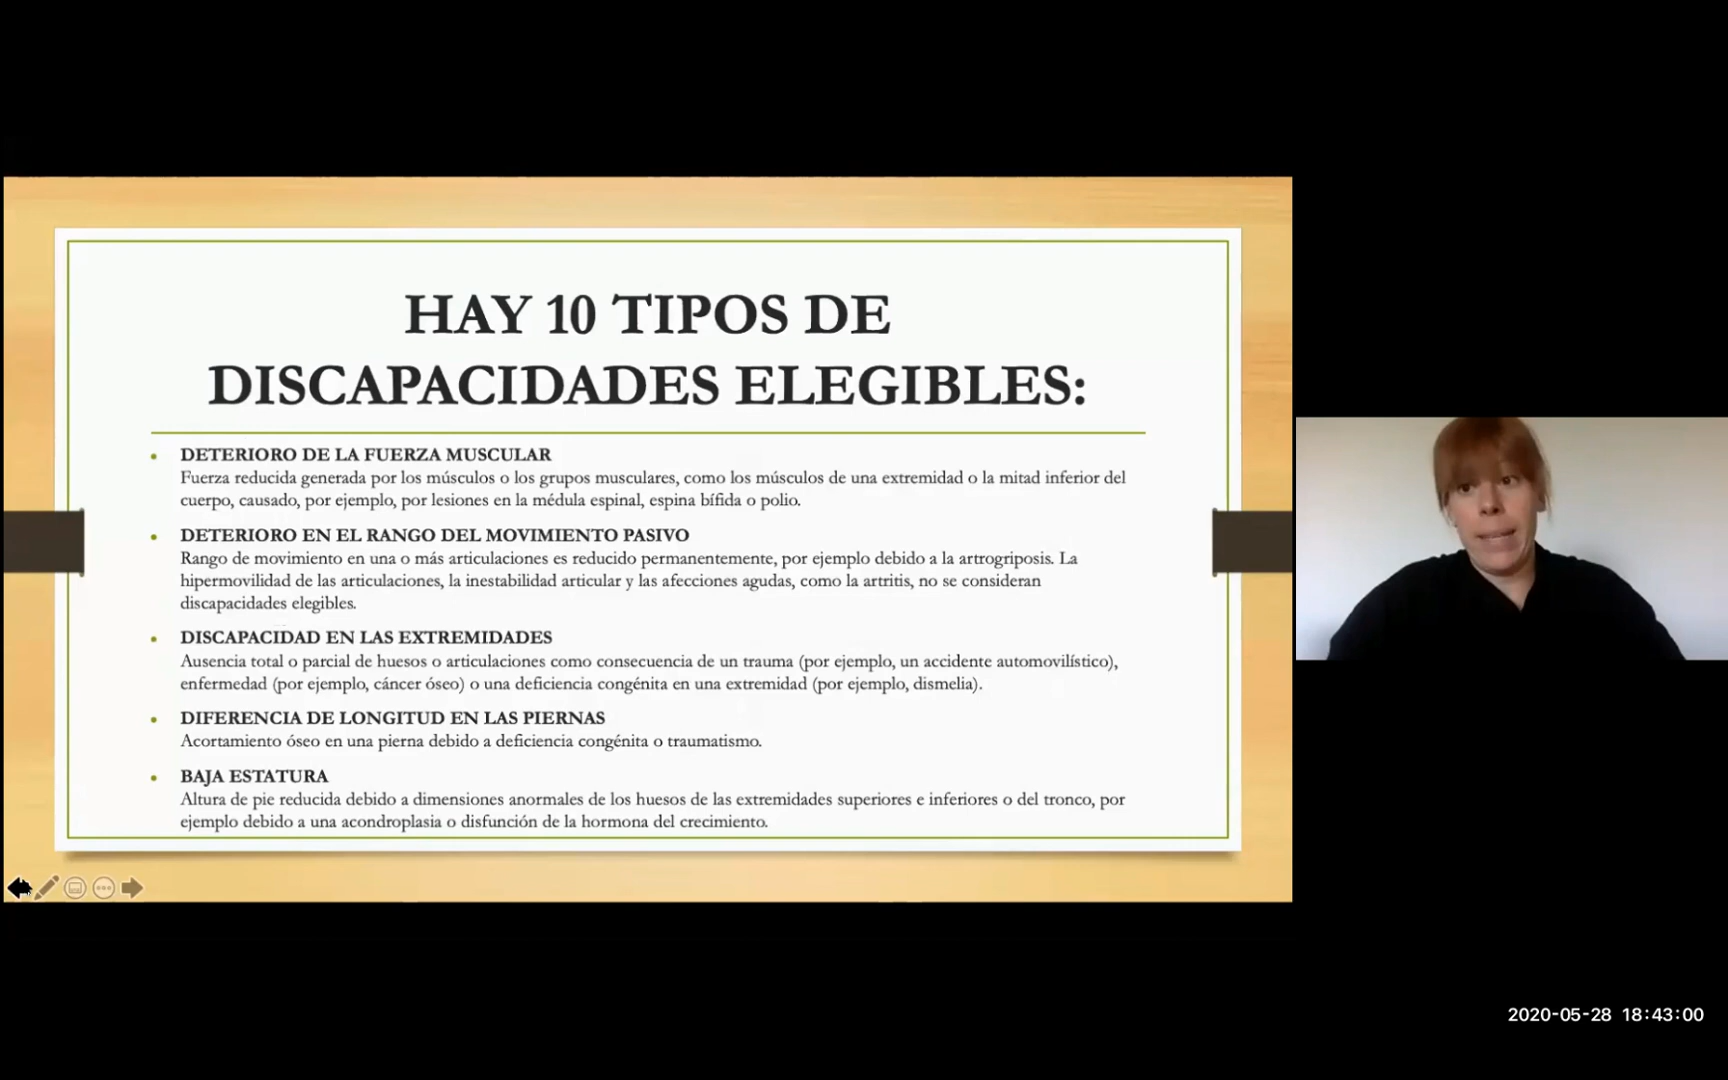 HAY 10 TIPOS DE
DISCAPACIDADES ELEGIBLES:
• DETERIORO DE LA FUERZA MUSCULAR
Fuerza reducida generada por los músculos o los grupos musculares, como los músculos de una extremidad o la mitad inferior del
cuerpo, causado, por ejemplo, por lesiones en la médula espinal, espina bífida o polio.
• DETERIORO EN EL RANGO DEL MOVIMIENTO PASIVO
Rango de movimiento en una o más articulaciones es reducido permanentemente, por ejemplo debido a la artrogriposis. La
hipermovilidad de las articulaciones, la inestabilidad articular y las afecciones agudas, como la artritis, no se consideran
discapacidades elegibles.
• DISCAPACIDAD EN LAS EXTREMIDADES
Ausencia total o parcial de huesos o articulaciones como consecuencia de un trauma (por ejemplo, un accidente automovilístico),
enfermedad (por ejemplo, cáncer óseo) o una deficiencia congénita en una extremidad (por ejemplo, dismelia).
• DIFERENCIA DE LONGITUD EN LAS PIERNAS
Acortamiento óseo en una pierna debido a deficiencia congénita o traumatismo.
• BAJA ESTATURA
Altura de pie reducida debido a dimensiones anormales de los huesos de las extremidades superiores e inferiores o del tronco, por
ejemplo debido a una acondroplasia o disfunción de la hormona del crecimiento.
2020-05-28 18:43:00